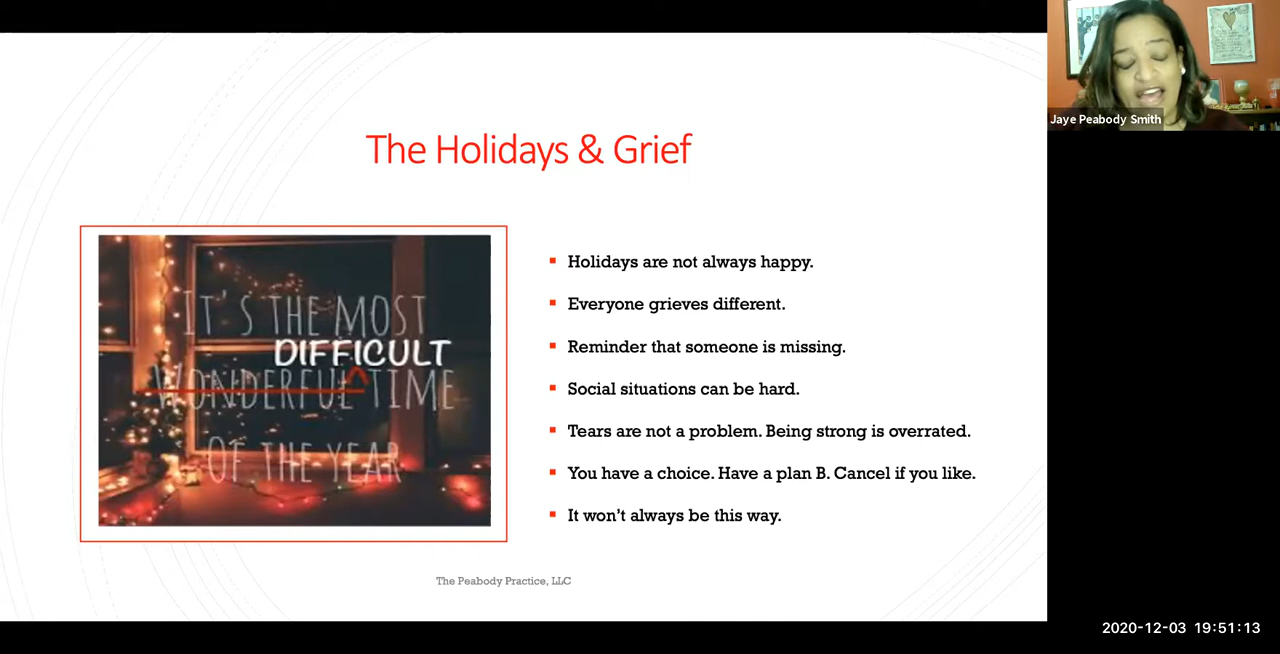 Jaye Peabody Smith
The Holidays & Grief
IT'S THE MOST
DIFFICULT
WONDERFUL ^ TIME
OF THE YEAR
Holidays are not always happy.
Everyone grieves different.
Reminder that someone is missing.
Social situations can be hard.
Tears are not a problem. Being strong is overrated.
You have a choice. Have a plan B. Cancel if you like.
It won't always be this way.
The Peabody Practice, LLC
2020-12-03 19:51:13